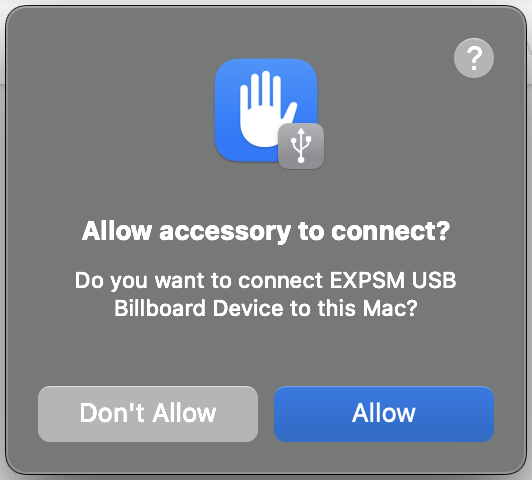 ?
Allow accessory to connect?
Do you want to connect EXPSM USB
Billboard Device to this Mac?
Don't Allow
Allow